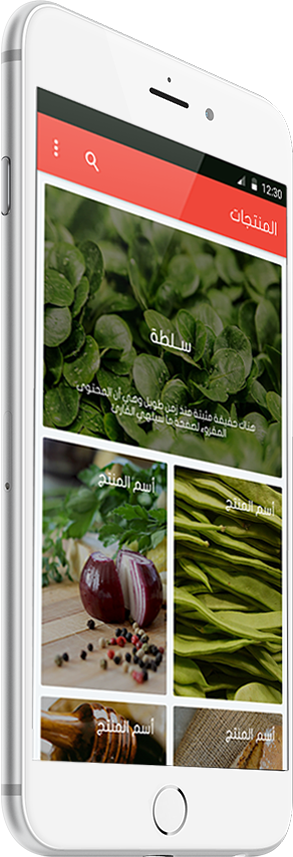 12:30
المنتجات
سـلطة
هناك حقيقة مثبتة منذ زمن طويل وهي أن المحتوى
المقروء لصفحة ما سيلهي القارئ
أسم المنتج
أسم المنتج
أسم المنتج
أسم المنتج